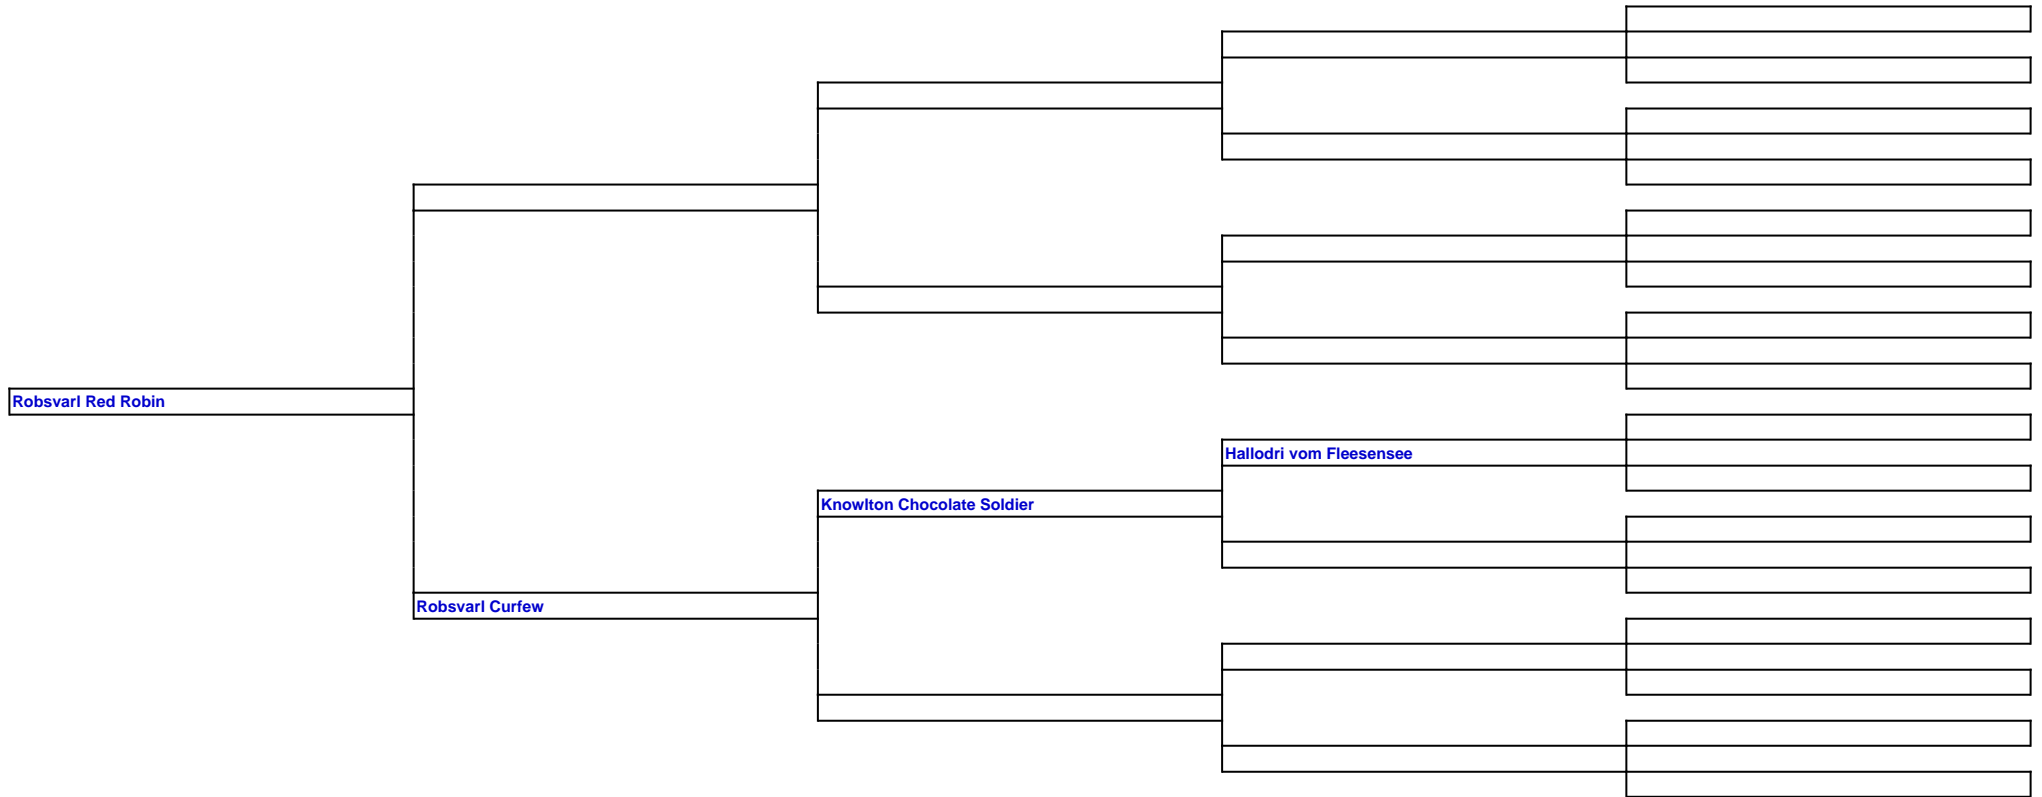 Robsvarl Red Robin
Hallodri vom Fleesensee
Knowlton Chocolate Soldier
Robsvarl Curfew